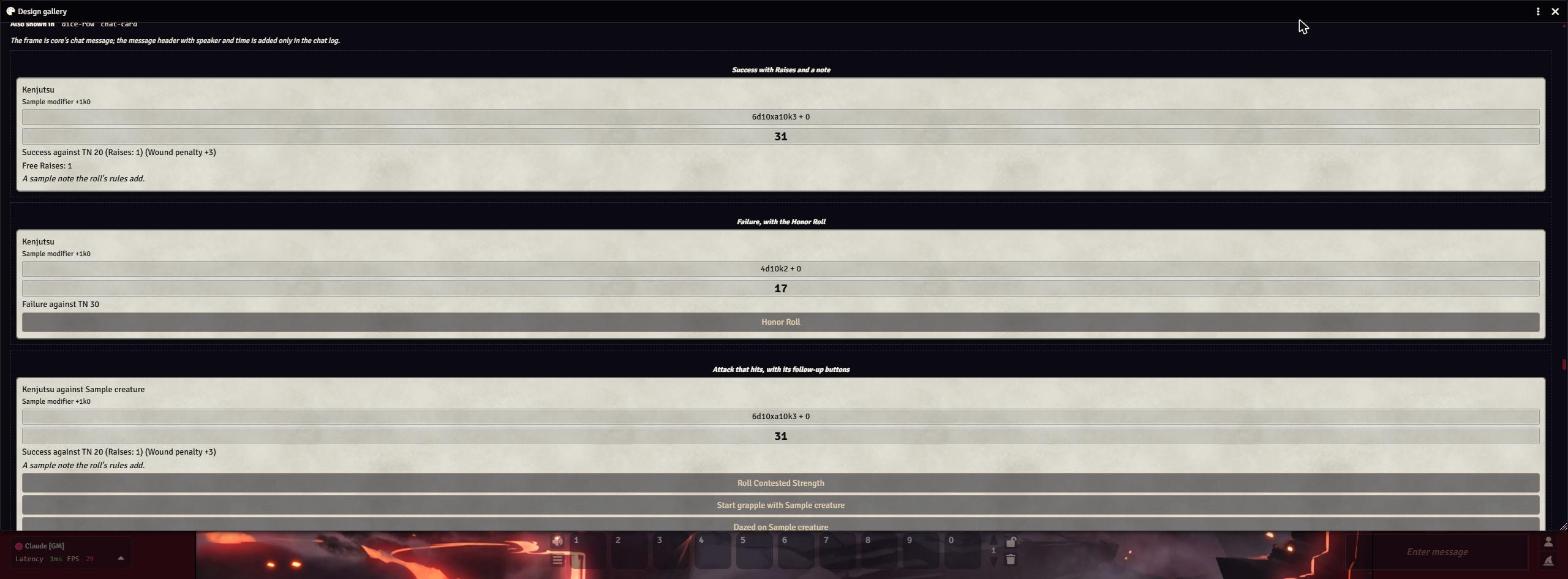 Design gallery
Also shown in dice-row chat-card
The frame is core's chat message; the message header with speaker and time is added only in the chat log.
Success with Raises and a note
Kenjutsu
Sample modifier +1k0
6d10xa10k3 + 0
31
Success against TN 20 (Raises: 1) (Wound penalty +3)
Free Raises: 1
A sample note the roll's rules add.
Failure, with the Honor Roll
Kenjutsu
Sample modifier +1k0
4d10k2 + 0
17
Failure against TN 30
Honor Roll
Attack that hits, with its follow-up buttons
Kenjutsu against Sample creature
Sample modifier +1k0
6d10xa10k3 + 0
31
Success against TN 20 (Raises: 1) (Wound penalty +3)
A sample note the roll's rules add.
Roll Contested Strength
Start grapple with Sample creature
Dazed on Sample creature
Claude [GM]
Latency 3ms FPS 29
1 2 3 4 5 6 7 8 9 0
1
Enter message